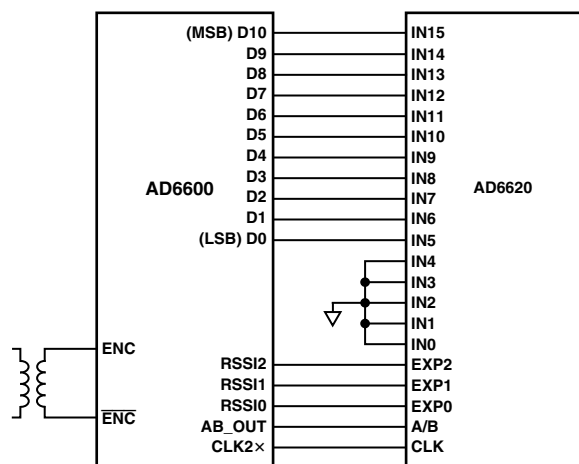 (MSB) D10 IN15
D9 IN14
D8 IN13
D7 IN12
D6 IN11
D5 IN10
D4 IN9
D3 IN8
AD6600 AD6620
D2 IN7
D1 IN6
(LSB) D0 IN5
IN4
IN3
IN2
IN1
IN0
ENC
RSSI2 EXP2
RSSI1 EXP1
RSSI0 EXP0
ENC
AB_OUT A/B
CLK2× CLK